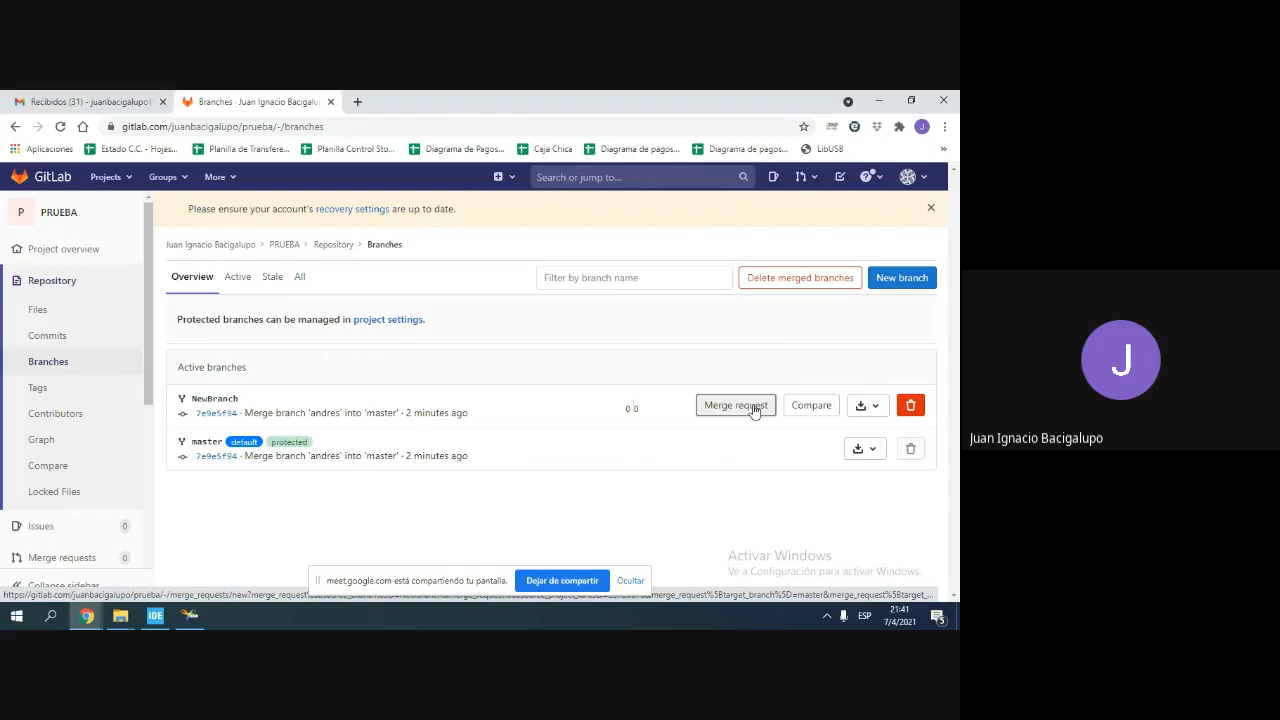 Recibidos (31) - juanbacigalupo
Branches · Juan Ignacio Bacigalu
gitlab.com/juanbacigalupo/prueba/-/branches
J
Aplicaciones
Estado C.C. - Hojas...
Planilla de Transfere...
Planilla Control Sto...
Diagrama de Pagos...
Caja Chica
Diagrama de pagos...
Diagrama de pagos...
LibUSB
»
GitLab
Projects
Groups
More
Search or jump to...
P
PRUEBA
Please ensure your account's recovery settings are up to date.
Project overview
Juan Ignacio Bacigalupo > PRUEBA > Repository > Branches
Repository
Overview
Active
Stale
All
Filter by branch name
Delete merged branches
New branch
Files
Commits
Branches
Tags
Contributors
Graph
Compare
Locked Files
Issues
0
Merge requests
0
Collapse sidebar
Protected branches can be managed in project settings.
Active branches
NewBranch
7e9e5f94 · Merge branch 'andres' into 'master' · 2 minutes ago
0 0
Merge request
Compare
master default protected
7e9e5f94 · Merge branch 'andres' into 'master' · 2 minutes ago
Activar Windows
Ve a Configuración para activar Windows.
meet.google.com está compartiendo tu pantalla.
Dejar de compartir
Ocultar
IDE
ESP
21:41
7/4/2021
5
J
Juan Ignacio Bacigalupo